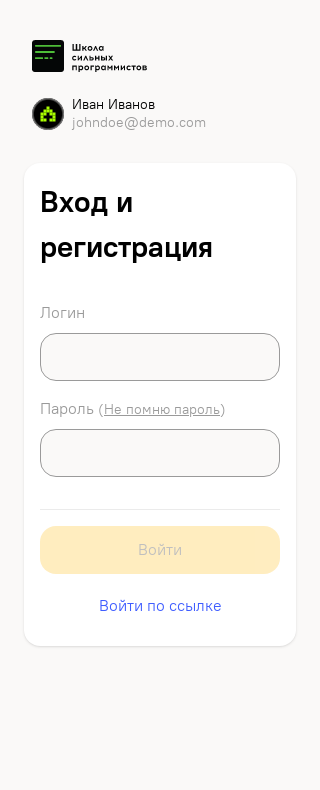 Школа
сильных
программистов
Иван Иванов
johndoe@demo.com
Вход и
регистрация
Логин
Пароль (Не помню пароль)
Войти
Войти по ссылке